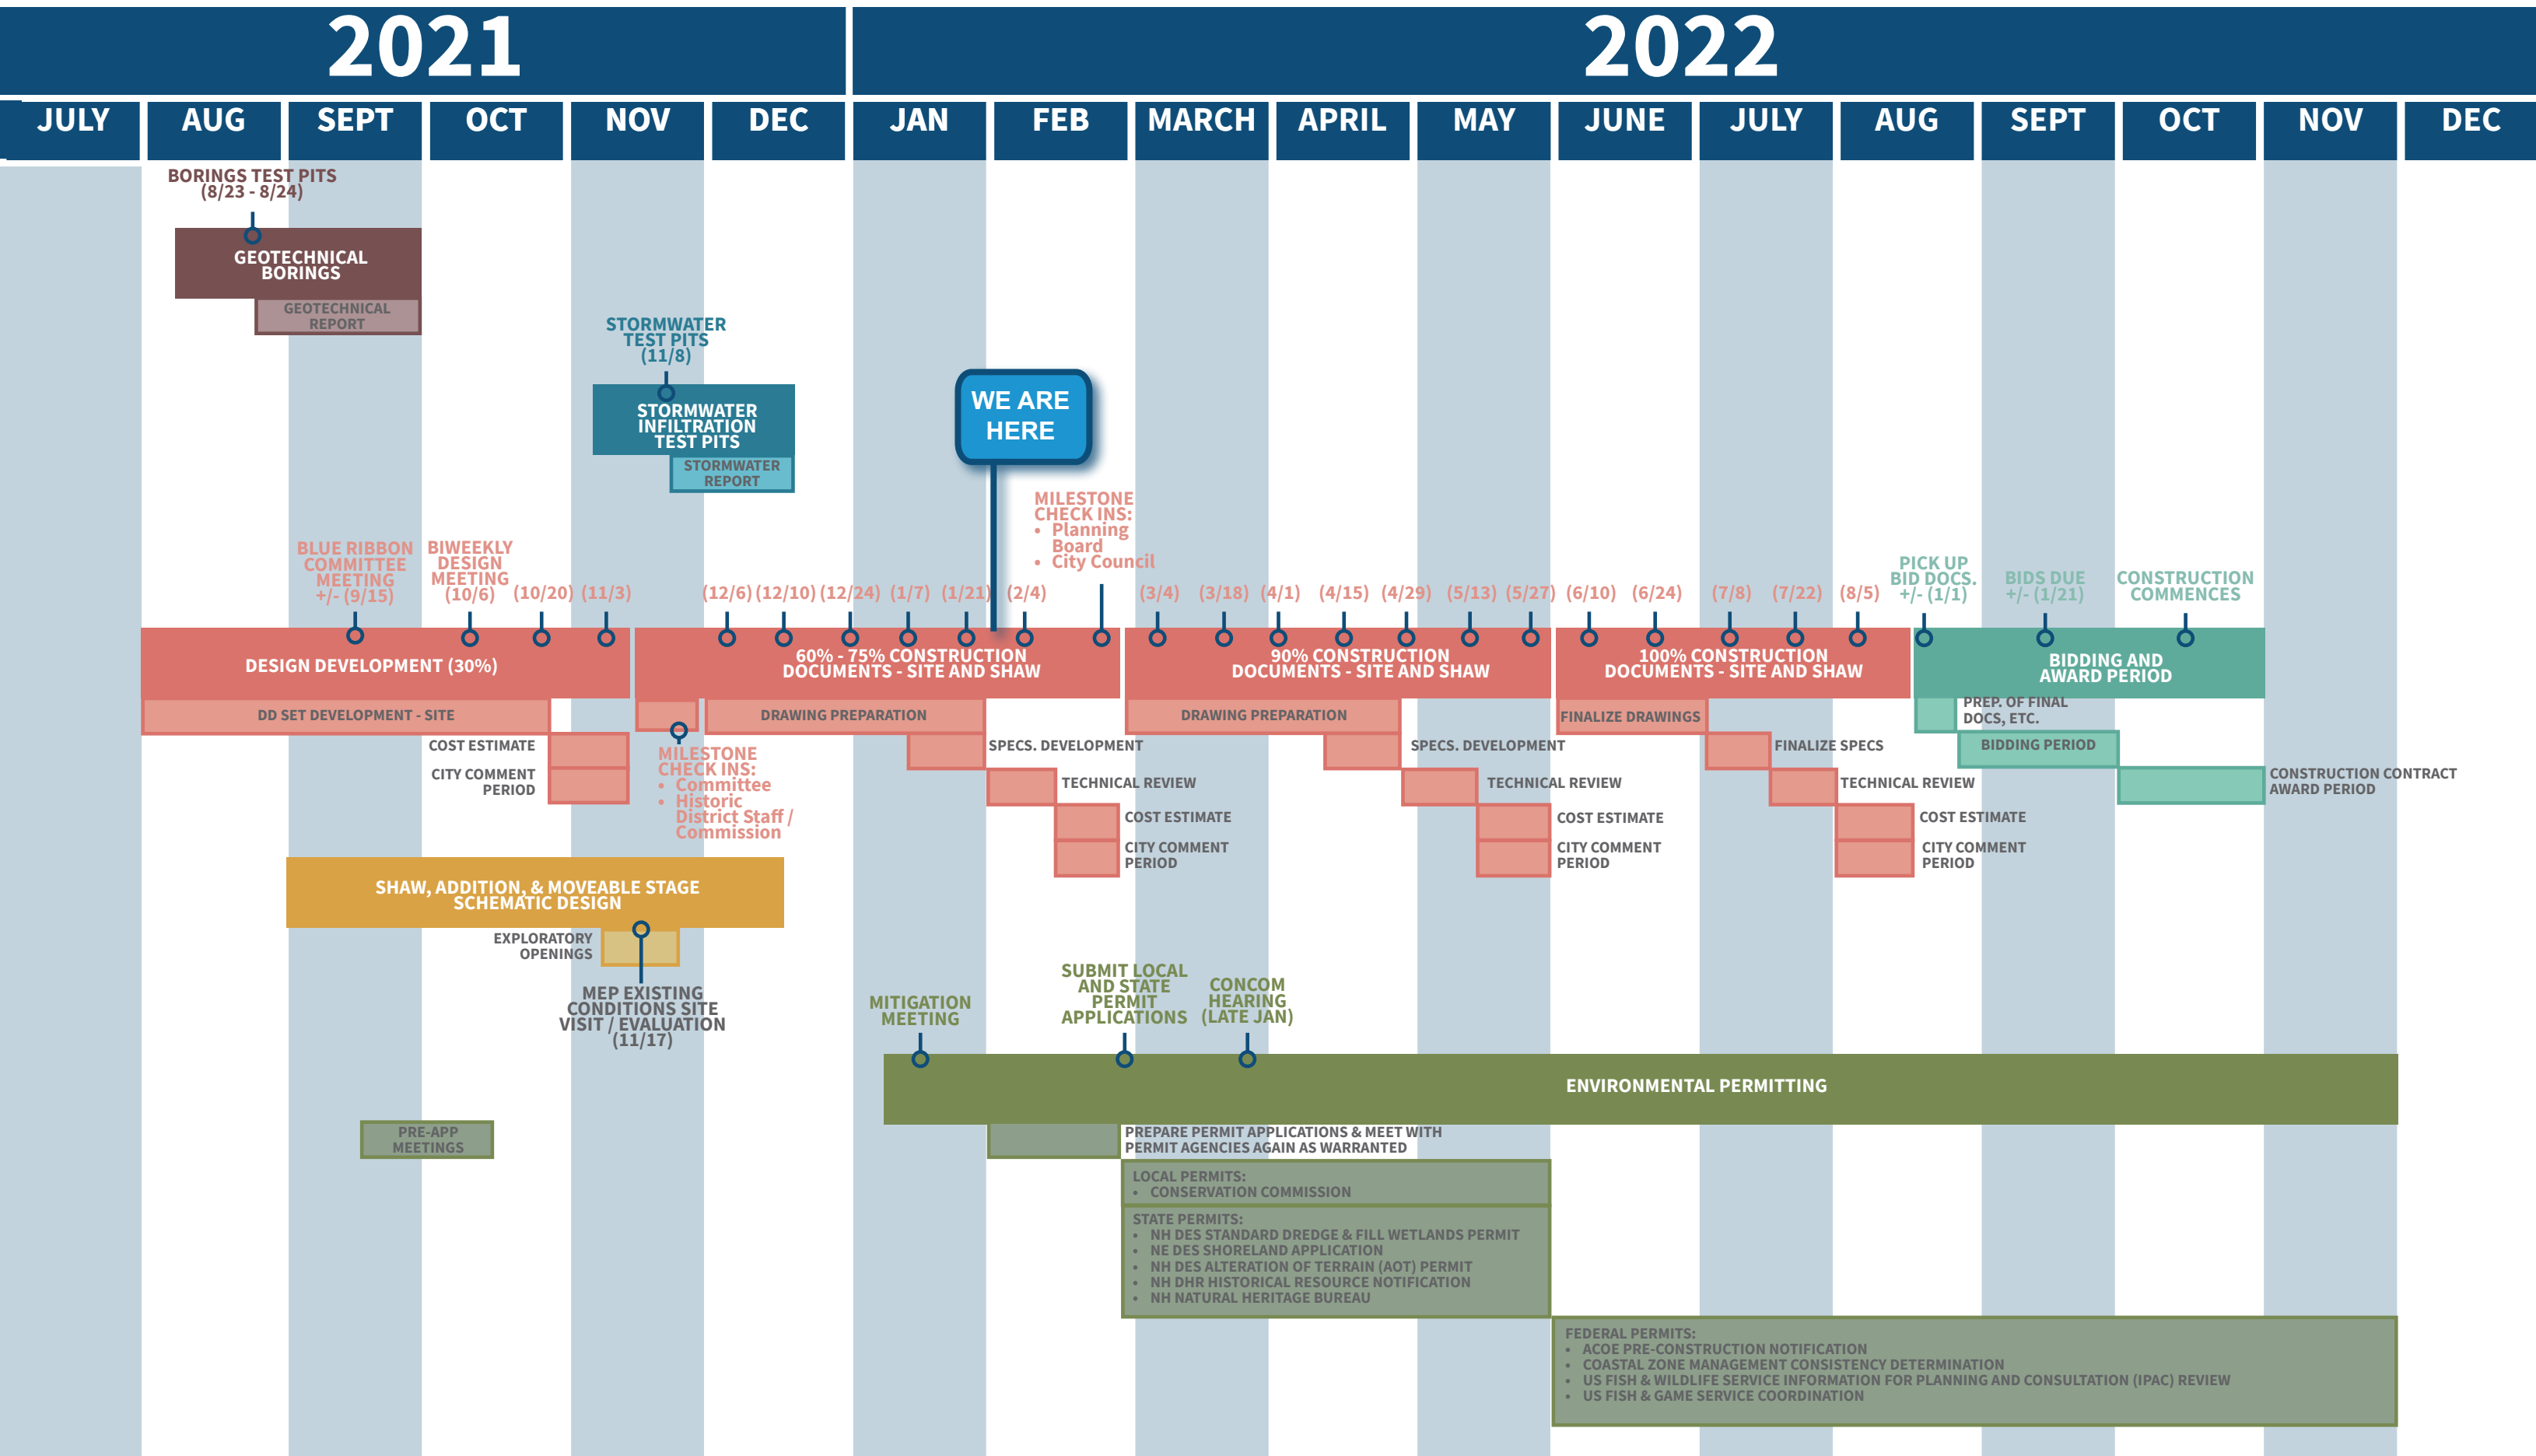 2021
2022
JULY
AUG
SEPT
OCT
NOV
DEC
JAN
FEB
MARCH
APRIL
MAY
JUNE
JULY
AUG
SEPT
OCT
NOV
DEC
BORINGS TEST PITS
(8/23 - 8/24)
GEOTECHNICAL
BORINGS
GEOTECHNICAL
REPORT
STORMWATER
TEST PITS
(11/8)
STORMWATER
INFILTRATION
TEST PITS
STORMWATER
REPORT
WE ARE
HERE
MILESTONE
CHECK INS:
• Planning
Board
• City Council
BLUE RIBBON
COMMITTEE
MEETING
+/- (9/15)
BIWEEKLY
DESIGN
MEETING
(10/6)
(10/20)
(11/3)
(12/6)
(12/10)
(12/24)
(1/7)
(1/21)
(2/4)
(3/4)
(3/18)
(4/1)
(4/15)
(4/29)
(5/13)
(5/27)
(6/10)
(6/24)
(7/8)
(7/22)
(8/5)
PICK UP
BID DOCS.
+/- (1/1)
BIDS DUE
+/- (1/21)
CONSTRUCTION
COMMENCES
DESIGN DEVELOPMENT (30%)
60% - 75% CONSTRUCTION
DOCUMENTS - SITE AND SHAW
90% CONSTRUCTION
DOCUMENTS - SITE AND SHAW
100% CONSTRUCTION
DOCUMENTS - SITE AND SHAW
BIDDING AND
AWARD PERIOD
DD SET DEVELOPMENT - SITE
DRAWING PREPARATION
DRAWING PREPARATION
FINALIZE DRAWINGS
PREP. OF FINAL
DOCS, ETC.
COST ESTIMATE
CITY COMMENT
PERIOD
MILESTONE
CHECK INS:
• Committee
• Historic
District Staff /
Commission
SPECS. DEVELOPMENT
TECHNICAL REVIEW
COST ESTIMATE
CITY COMMENT
PERIOD
SPECS. DEVELOPMENT
TECHNICAL REVIEW
COST ESTIMATE
CITY COMMENT
PERIOD
FINALIZE SPECS
TECHNICAL REVIEW
COST ESTIMATE
CITY COMMENT
PERIOD
BIDDING PERIOD
CONSTRUCTION CONTRACT
AWARD PERIOD
SHAW, ADDITION, & MOVEABLE STAGE
SCHEMATIC DESIGN
EXPLORATORY
OPENINGS
MEP EXISTING
CONDITIONS SITE
VISIT / EVALUATION
(11/17)
MITIGATION
MEETING
SUBMIT LOCAL
AND STATE
PERMIT
APPLICATIONS
CONCOM
HEARING
(LATE JAN)
ENVIRONMENTAL PERMITTING
PRE-APP
MEETINGS
PREPARE PERMIT APPLICATIONS & MEET WITH
PERMIT AGENCIES AGAIN AS WARRANTED
LOCAL PERMITS:
• CONSERVATION COMMISSION
STATE PERMITS:
• NH DES STANDARD DREDGE & FILL WETLANDS PERMIT
• NE DES SHORELAND APPLICATION
• NH DES ALTERATION OF TERRAIN (AOT) PERMIT
• NH DHR HISTORICAL RESOURCE NOTIFICATION
• NH NATURAL HERITAGE BUREAU
FEDERAL PERMITS:
• ACOE PRE-CONSTRUCTION NOTIFICATION
• COASTAL ZONE MANAGEMENT CONSISTENCY DETERMINATION
• US FISH & WILDLIFE SERVICE INFORMATION FOR PLANNING AND CONSULTATION (IPAC) REVIEW
• US FISH & GAME SERVICE COORDINATION